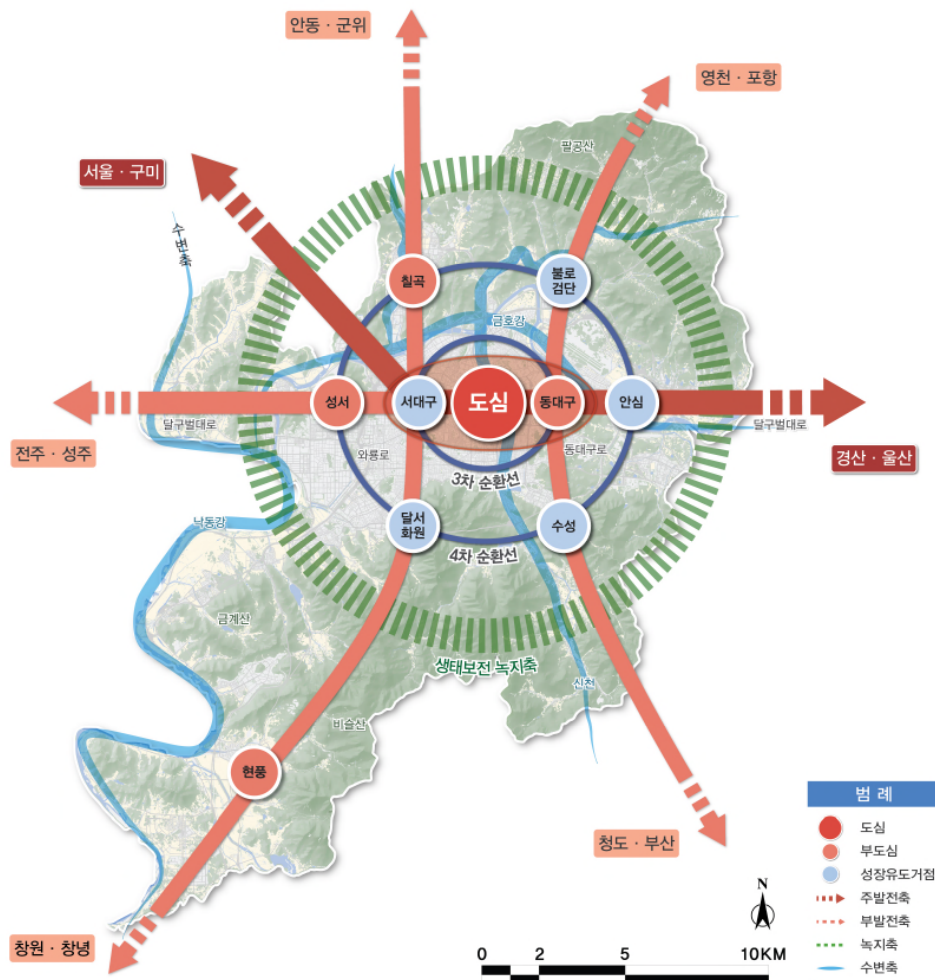 안동 · 군위
영천 · 포항
팔공산
서울 · 구미
수변축
칠곡
불로
검단
금호강
성서
서대구
도심
동대구
안심
달구벌대로
달구벌대로
전주 · 성주
와룡로
동대구로
경산 · 울산
3차 순환선
낙동강
달서
화원
수성
4차 순환선
금계산
생태보전 녹지축
신천
비슬산
현풍
청도 · 부산
창원 · 창녕
범 례
도심
부도심
성장유도거점
주발전축
부발전축
녹지축
수변축
N
0 2 5 10KM